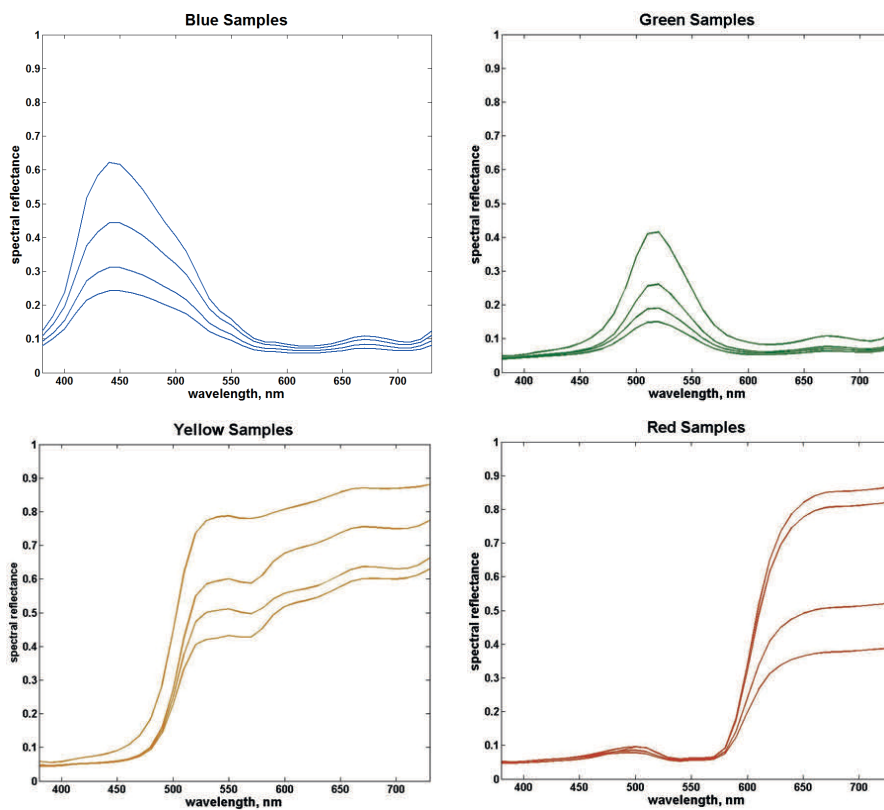 Blue Samples
1
0.9
0.8
0.7
0.6
0.5
0.4
0.3
0.2
0.1
0
spectral reflectance
400 450 500 550 600 650 700
wavelength, nm
Green Samples
1
0.9
0.8
0.7
0.6
0.5
0.4
0.3
0.2
0.1
0
spectral reflectance
400 450 500 550 600 650 700
wavelength, nm
Yellow Samples
1
0.9
0.8
0.7
0.6
0.5
0.4
0.3
0.2
0.1
0
spectral reflectance
400 450 500 550 600 650 700
wavelength, nm
Red Samples
1
0.9
0.8
0.7
0.6
0.5
0.4
0.3
0.2
0.1
0
spectral reflectance
400 450 500 550 600 650 700
wavelength, nm